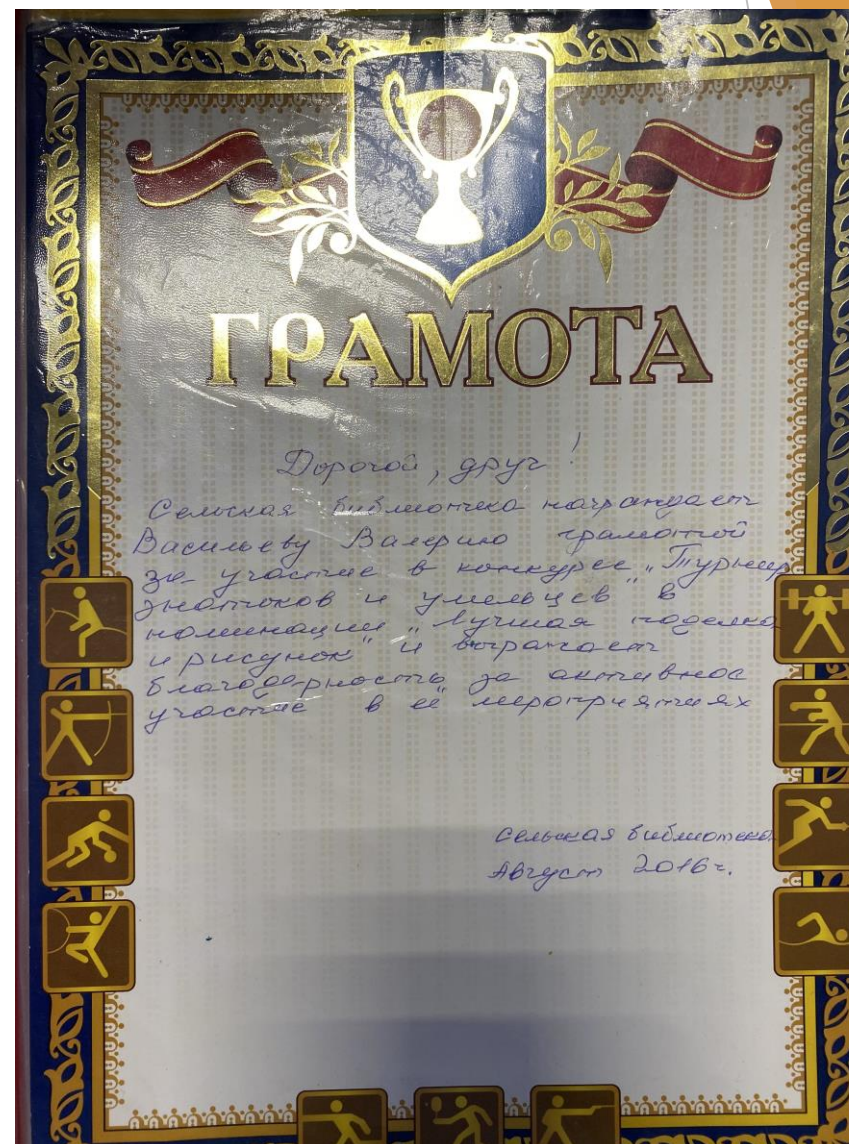 ГРАМОТА
Дорогой, друг!
Сельская библиотека награждает
Васильеву Валерию грамотой
за участие в конкурсе „Турнир
знатоков и умельцев" в
номинации „Лучшая поделка
и рисунок" и выражает
благодарность за активное
участие в её мероприятиях
Сельская библиотека
Август 2016г.